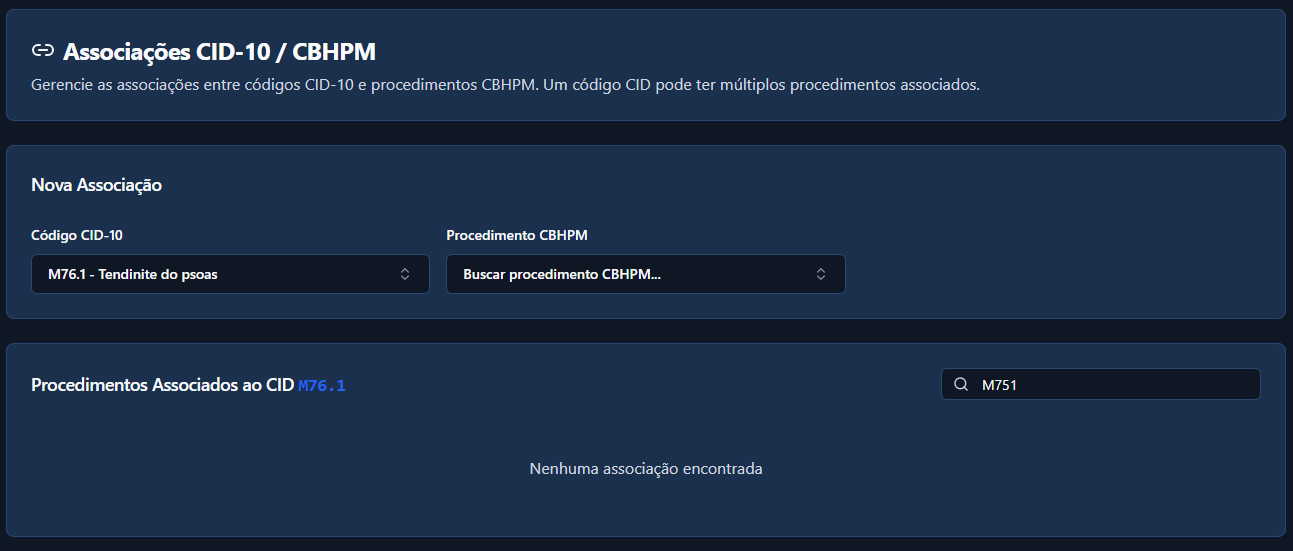 Associações CID-10 / CBHPM
Gerencie as associações entre códigos CID-10 e procedimentos CBHPM. Um código CID pode ter múltiplos procedimentos associados.
Nova Associação
Código CID-10
Procedimento CBHPM
M76.1 - Tendinite do psoas
Buscar procedimento CBHPM...
Procedimentos Associados ao CID M76.1
M751
Nenhuma associação encontrada